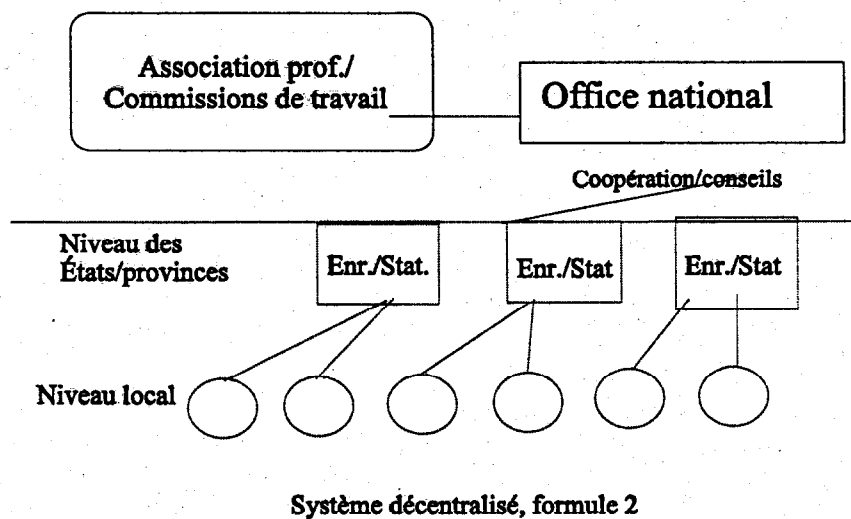 Association prof./
Commissions de travail
Office national
Coopération/conseils
Niveau des
États/provinces
Enr./Stat.
Enr./Stat
Enr./Stat
Niveau local
Système décentralisé, formule 2